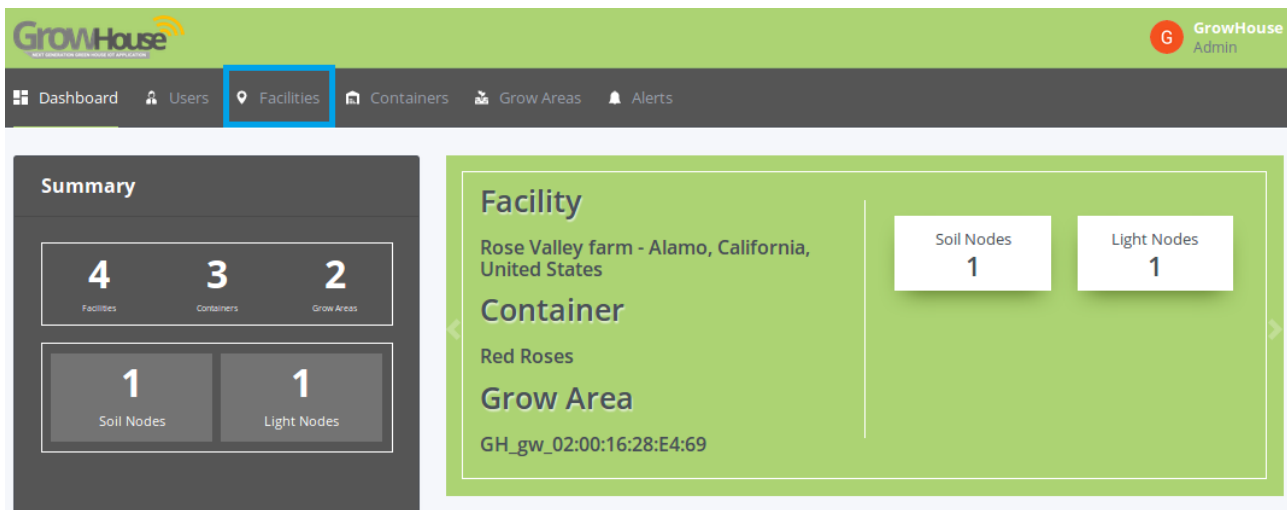 GROWHOUSE
NEXT GENERATION GREEN HOUSE IOT APPLICATION
G
GrowHouse
Admin
Dashboard
Users
Facilities
Containers
Grow Areas
Alerts
Summary
4
3
2
Facilities
Containers
Grow Areas
1
1
Soil Nodes
Light Nodes
Facility
Rose Valley farm - Alamo, California,
United States
Container
Red Roses
Grow Area
GH_gw_02:00:16:28:E4:69
Soil Nodes
1
Light Nodes
1